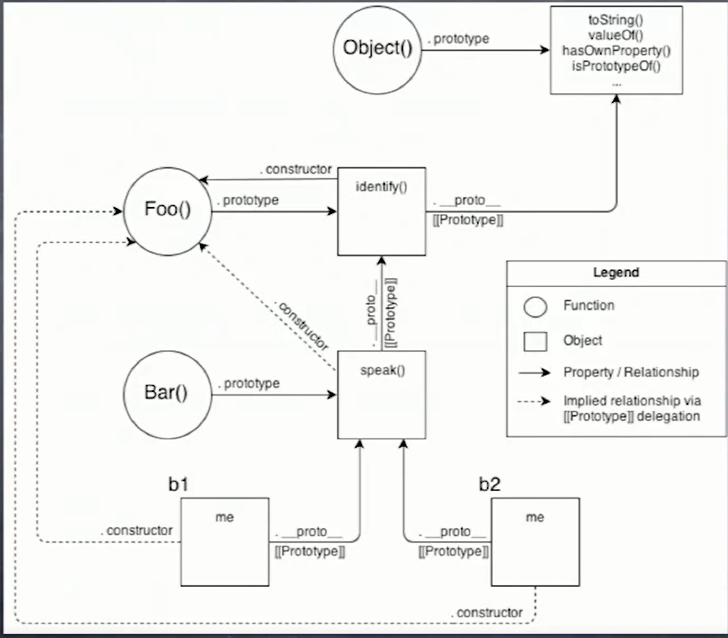 Object()
. prototype
toString()
valueOf()
hasOwnProperty()
isPrototypeOf()
...
. constructor
Foo()
. prototype
identify()
. __proto__
[[Prototype]]
. __proto__
[[Prototype]]
. constructor
Legend
Function
Object
Property / Relationship
Implied relationship via
[[Prototype]] delegation
Bar()
. prototype
speak()
b1
me
. constructor
. __proto__
[[Prototype]]
b2
me
. __proto__
[[Prototype]]
. constructor